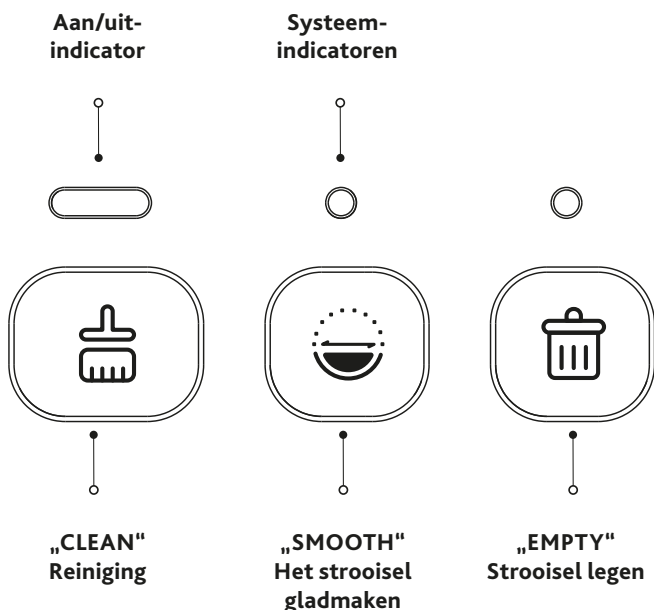 Aan/uit-
indicator
Systeem-
indicatoren
„CLEAN“
Reiniging
„SMOOTH“
Het strooisel
gladmaken
„EMPTY“
Strooisel legen